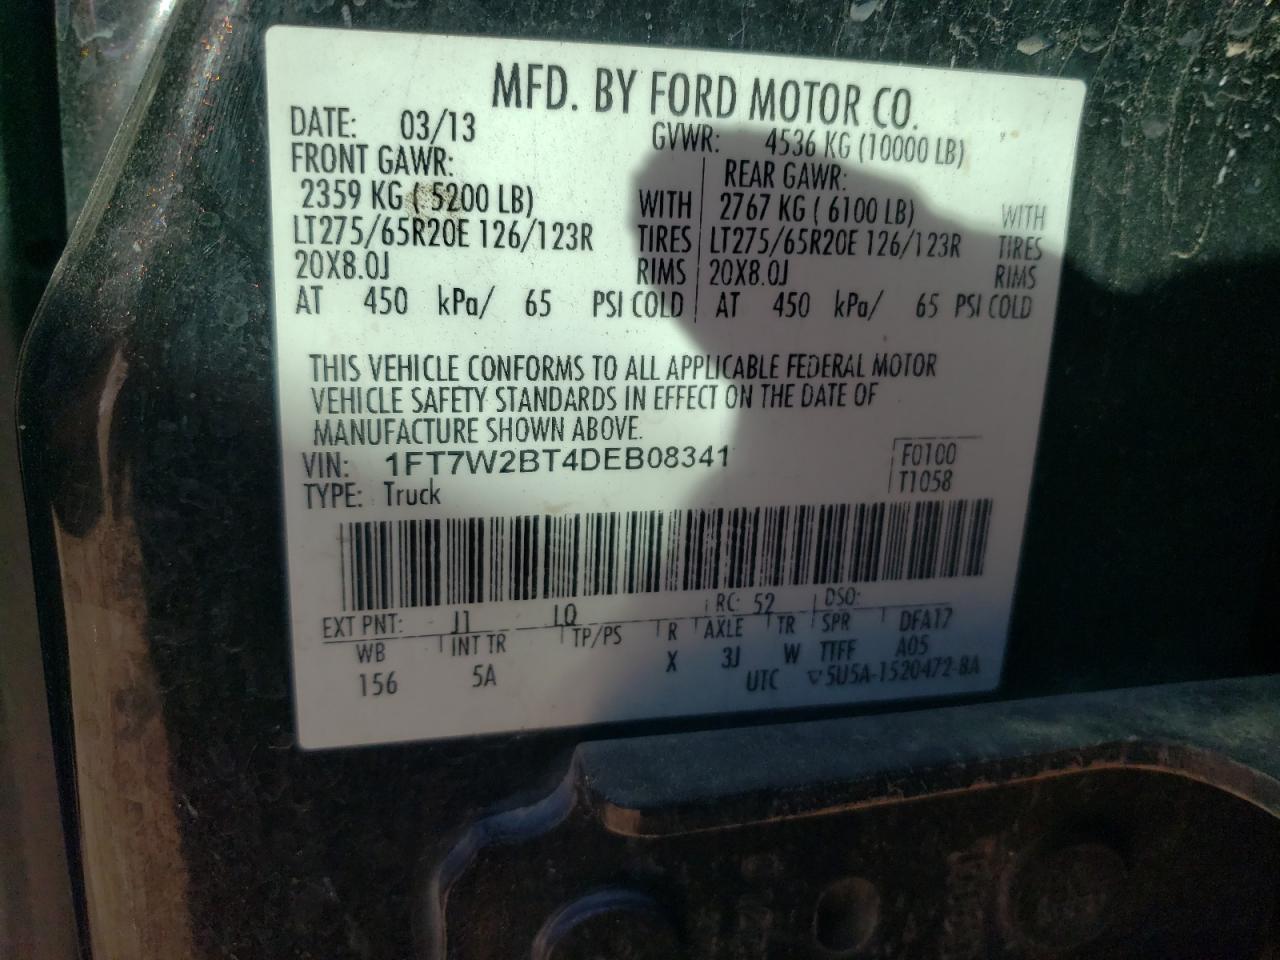 MFD. BY FORD MOTOR CO.
DATE: 03/13 GVWR: 4536 KG (10000 LB)
FRONT GAWR: REAR GAWR:
2359 KG ( 5200 LB) WITH 2767 KG ( 6100 LB) WITH
LT275/65R20E 126/123R TIRES LT275/65R20E 126/123R TIRES
20X8.0J RIMS 20X8.0J RIMS
AT 450 kPa/ 65 PSI COLD AT 450 kPa/ 65 PSI COLD
THIS VEHICLE CONFORMS TO ALL APPLICABLE FEDERAL MOTOR
VEHICLE SAFETY STANDARDS IN EFFECT ON THE DATE OF
MANUFACTURE SHOWN ABOVE.
VIN: 1FT7W2BT4DEB08341 F0100
TYPE: Truck T1058
EXT PNT: J1 LQ RC: 52 DSO:
WB INT TR TP/PS R AXLE TR SPR DFA17
156 5A X 3J W TTFF A05
UTC ▽5U5A-1520472-BA